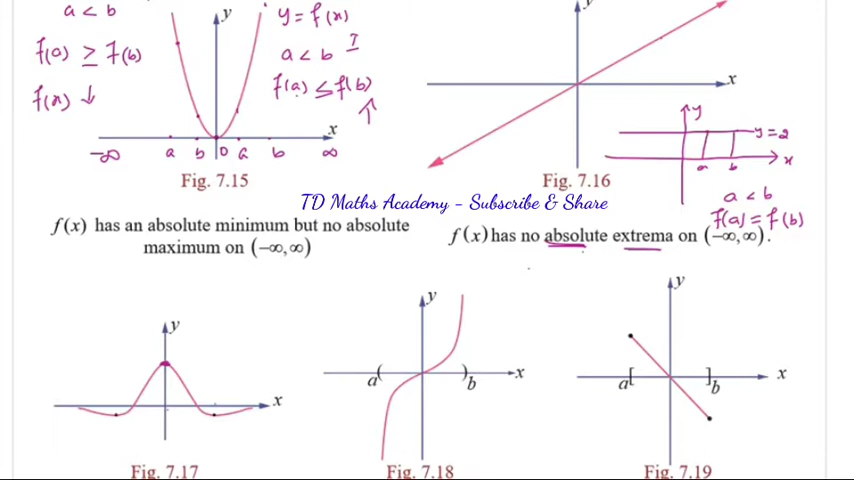 a < b
f(a) ≥ f(b)
f(x) ↓
y
y = f(x)
a < b
↑
f(a) ≤ f(b)
↑
-∞ a b 0 a b ∞
x
Fig. 7.15
y
x
y
y = 2
x
a b
a < b
f(a) = f(b)
Fig. 7.16
TD Maths Academy - Subscribe & Share
f(x) has an absolute minimum but no absolute
maximum on (−∞,∞)
f(x) has no absolute extrema on (−∞,∞).
y
x
Fig. 7.17
y
a( )b x
Fig. 7.18
y
a[ ]b x
Fig. 7.19